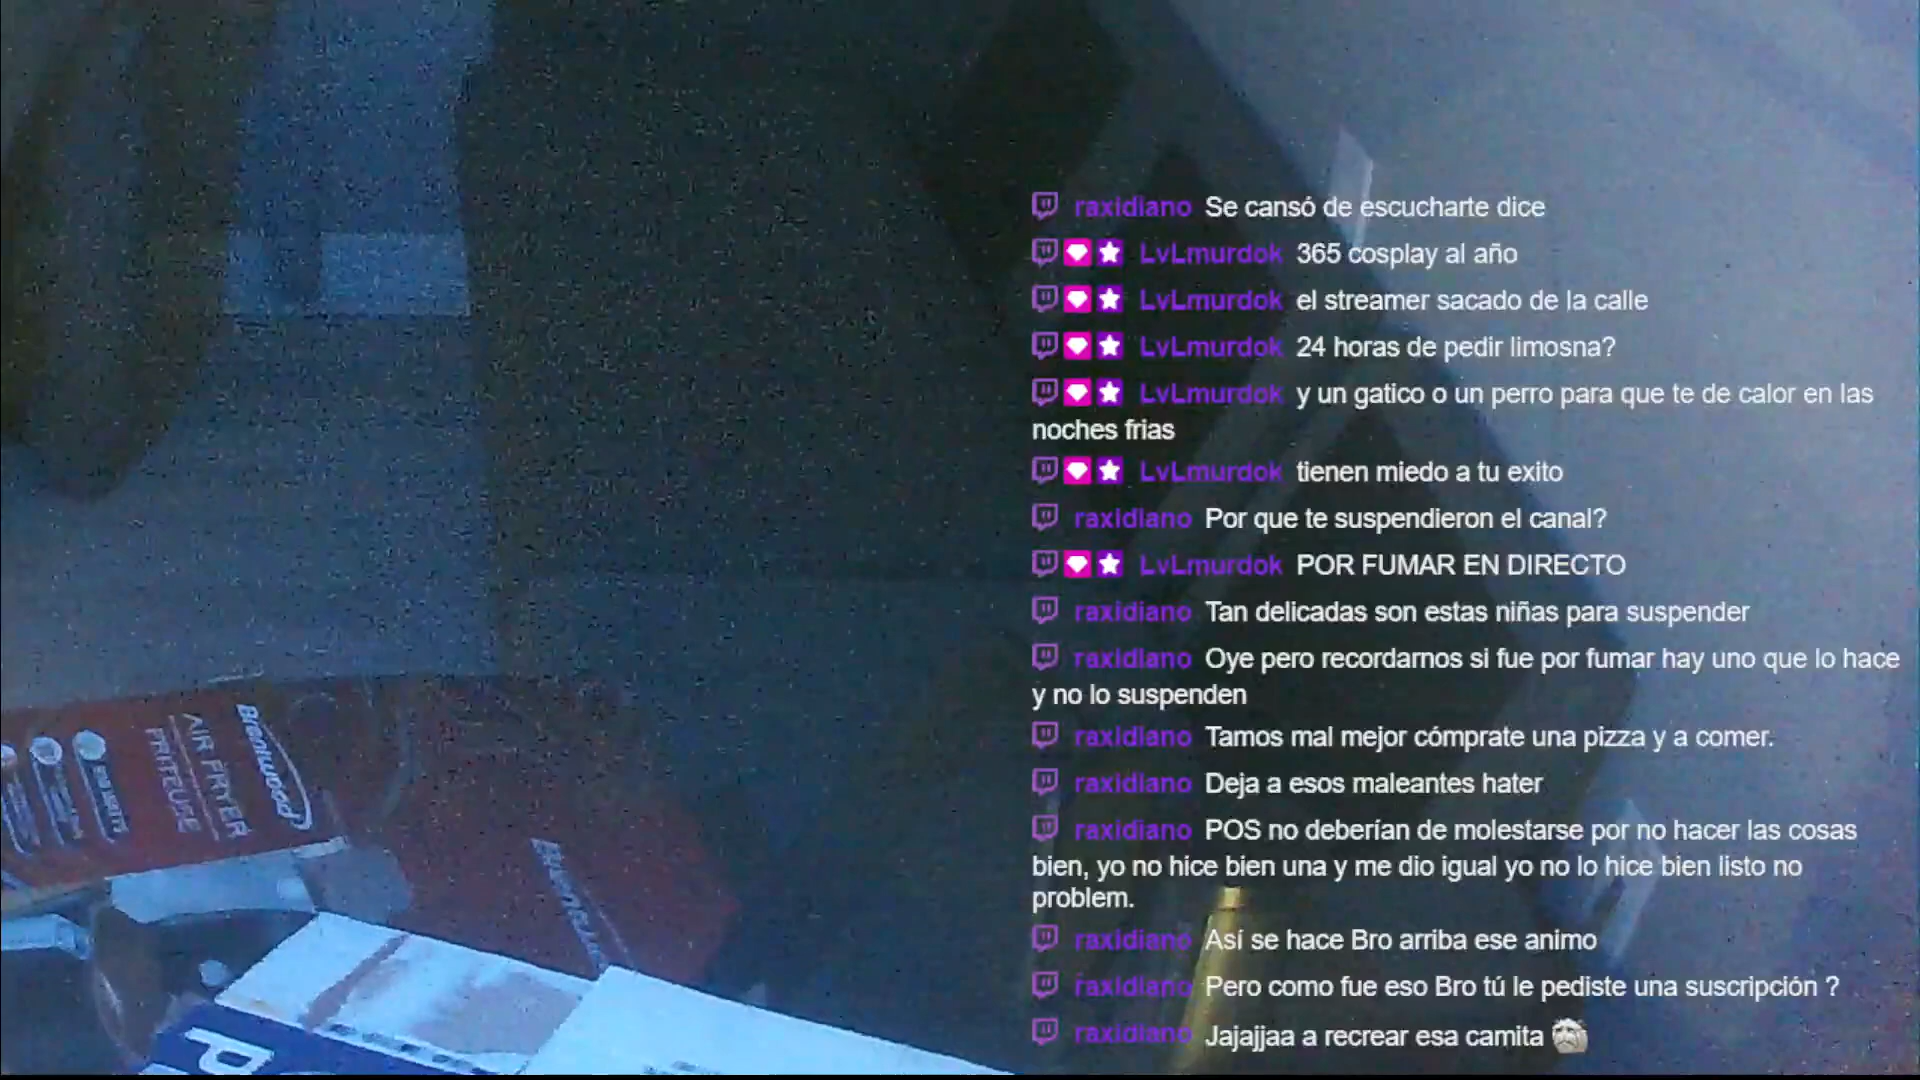 raxidiano Se cansó de escucharte dice
LvLmurdok 365 cosplay al año
LvLmurdok el streamer sacado de la calle
LvLmurdok 24 horas de pedir limosna?
LvLmurdok y un gatico o un perro para que te de calor en las
noches frias
LvLmurdok tienen miedo a tu exito
raxidiano Por que te suspendieron el canal?
LvLmurdok POR FUMAR EN DIRECTO
raxidiano Tan delicadas son estas niñas para suspender
raxidiano Oye pero recordarnos si fue por fumar hay uno que lo hace
y no lo suspenden
raxidiano Tamos mal mejor cómprate una pizza y a comer.
raxidiano Deja a esos maleantes hater
raxidiano POS no deberían de molestarse por no hacer las cosas
bien, yo no hice bien una y me dio igual yo no lo hice bien listo no
problem.
raxidiano Así se hace Bro arriba ese animo
raxidiano Pero como fue eso Bro tú le pediste una suscripción ?
raxidiano Jajajjaa a recrear esa camita
Brentwood
AIR FRYER
FRITEUSE